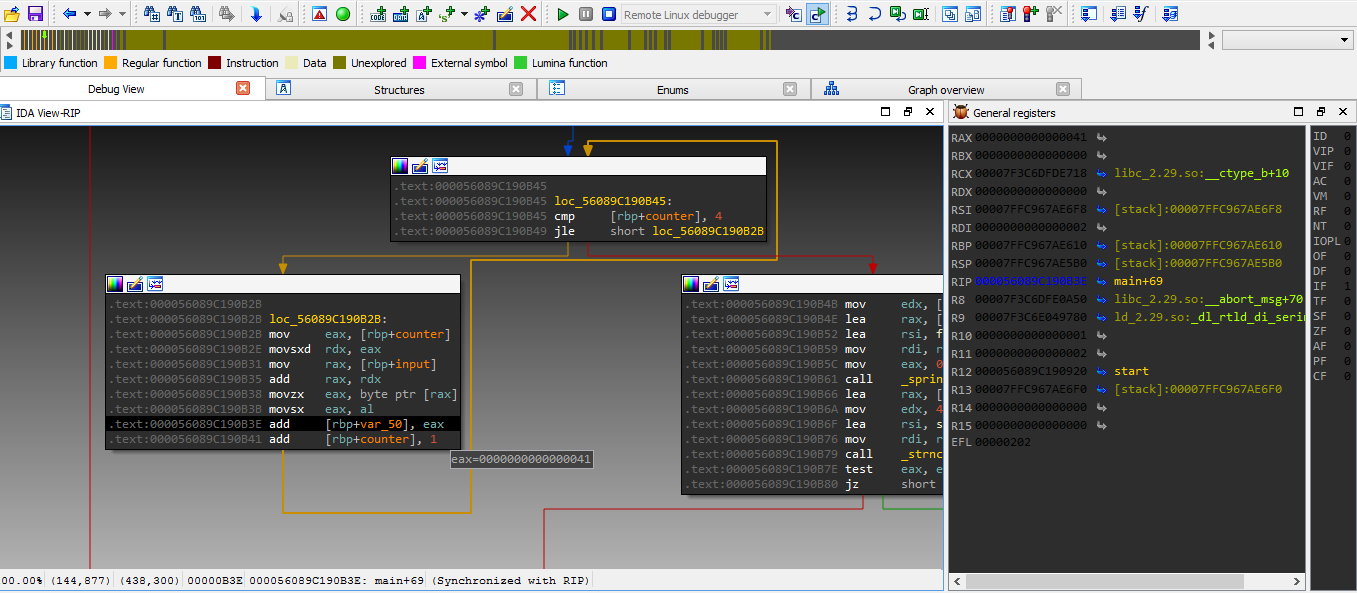 Remote Linux debugger
Library function Regular function Instruction Data Unexplored External symbol Lumina function
Debug View Structures Enums Graph overview
IDA View-RIP
.text:000056089C190B45
.text:000056089C190B45 loc_56089C190B45:
.text:000056089C190B45 cmp [rbp+counter], 4
.text:000056089C190B49 jle short loc_56089C190B2B
.text:000056089C190B2B
.text:000056089C190B2B loc_56089C190B2B:
.text:000056089C190B2B mov eax, [rbp+counter]
.text:000056089C190B2E movsxd rdx, eax
.text:000056089C190B31 mov rax, [rbp+input]
.text:000056089C190B35 add rax, rdx
.text:000056089C190B38 movzx eax, byte ptr [rax]
.text:000056089C190B3B movsx eax, al
.text:000056089C190B3E add [rbp+var_50], eax
.text:000056089C190B41 add [rbp+counter], 1
eax=0000000000000041
.text:000056089C190B4B mov edx, [
.text:000056089C190B4E lea rax, [
.text:000056089C190B52 lea rsi, f
.text:000056089C190B59 mov rdi, r
.text:000056089C190B5C mov eax, 0
.text:000056089C190B61 call _sprin
.text:000056089C190B66 lea rax, [
.text:000056089C190B6A mov edx, 4
.text:000056089C190B6F lea rsi, s
.text:000056089C190B76 mov rdi, r
.text:000056089C190B79 call _strnc
.text:000056089C190B7E test eax, e
.text:000056089C190B80 jz short
00.00% (144,877) (438,300) 00000B3E 000056089C190B3E: main+69 (Synchronized with RIP)
General registers
RAX 0000000000000041
RBX 0000000000000000
RCX 00007F3C6DFDE718 libc_2.29.so:__ctype_b+10
RDX 0000000000000000
RSI 00007FFC967AE6F8 [stack]:00007FFC967AE6F8
RDI 0000000000000002
RBP 00007FFC967AE610 [stack]:00007FFC967AE610
RSP 00007FFC967AE5B0 [stack]:00007FFC967AE5B0
RIP 000056089C190B3E main+69
R8 00007F3C6DFE0A50 libc_2.29.so:__abort_msg+70
R9 00007F3C6E049780 ld_2.29.so:_dl_rtld_di_serin
R10 0000000000000001
R11 0000000000000002
R12 000056089C190920 start
R13 00007FFC967AE6F0 [stack]:00007FFC967AE6F0
R14 0000000000000000
R15 0000000000000000
EFL 00000202
ID 0
VIP 0
VIF 0
AC 0
VM 0
RF 0
NT 0
IOPL 0
OF 0
DF 0
IF 1
TF 0
SF 0
ZF 0
AF 0
PF 0
CF 0